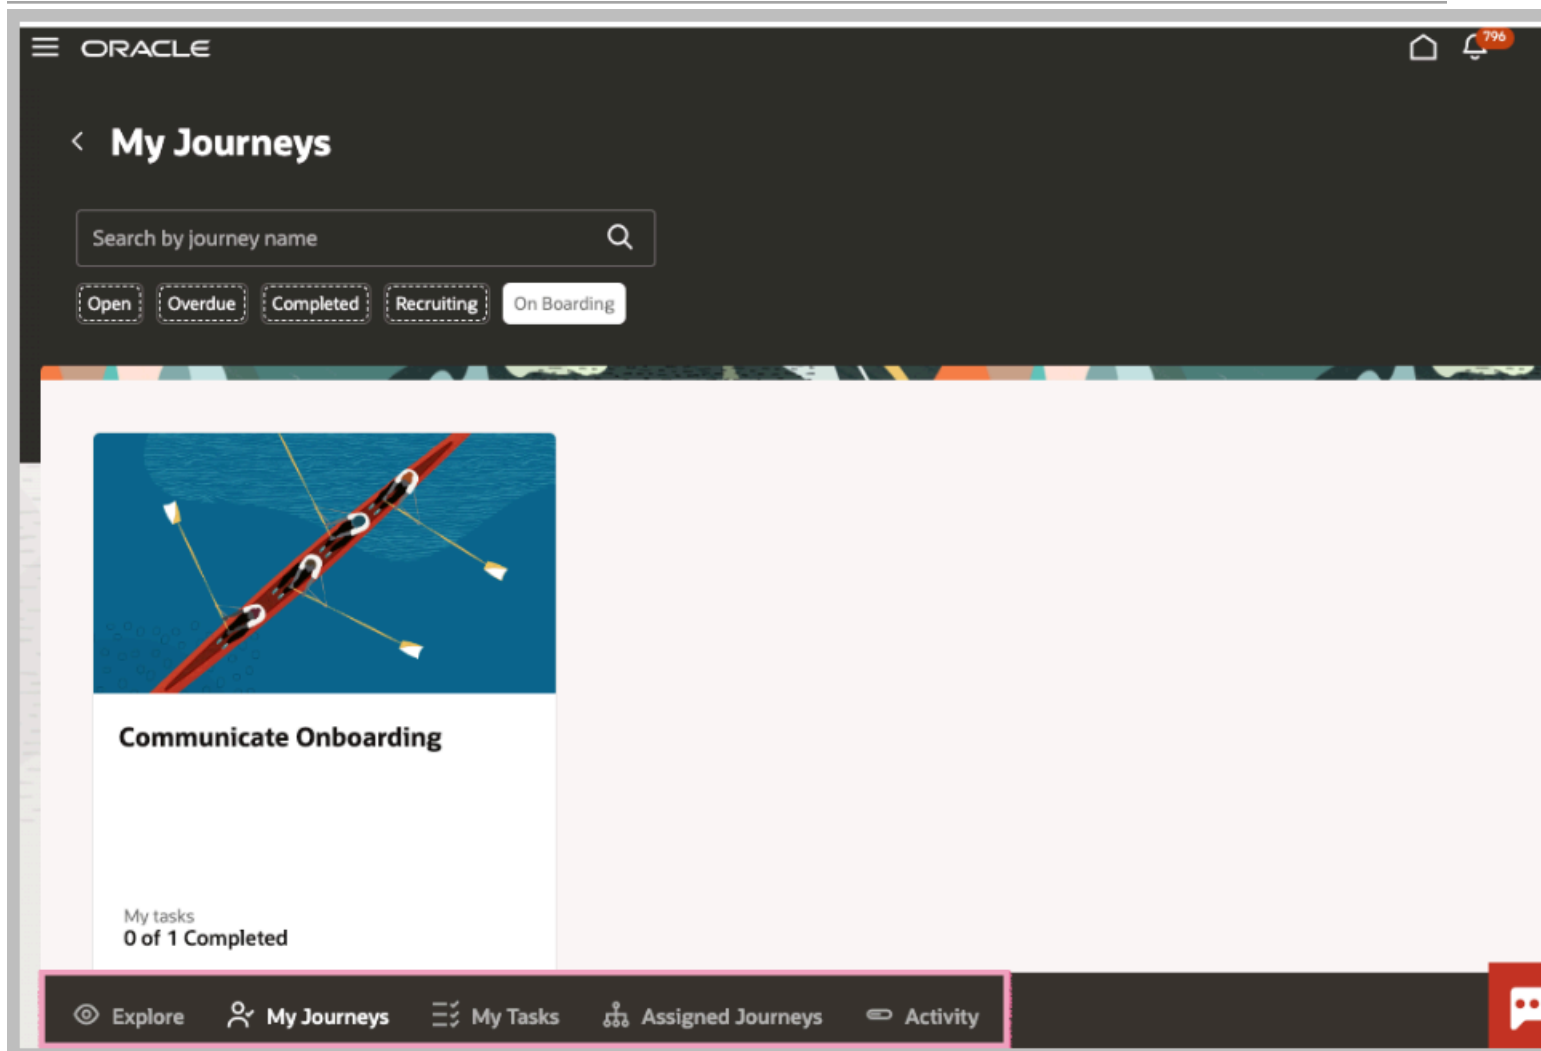 ORACLE
796
My Journeys
Search by journey name
Open Overdue Completed Recruiting On Boarding
Communicate Onboarding
My tasks
0 of 1 Completed
Explore My Journeys My Tasks Assigned Journeys Activity